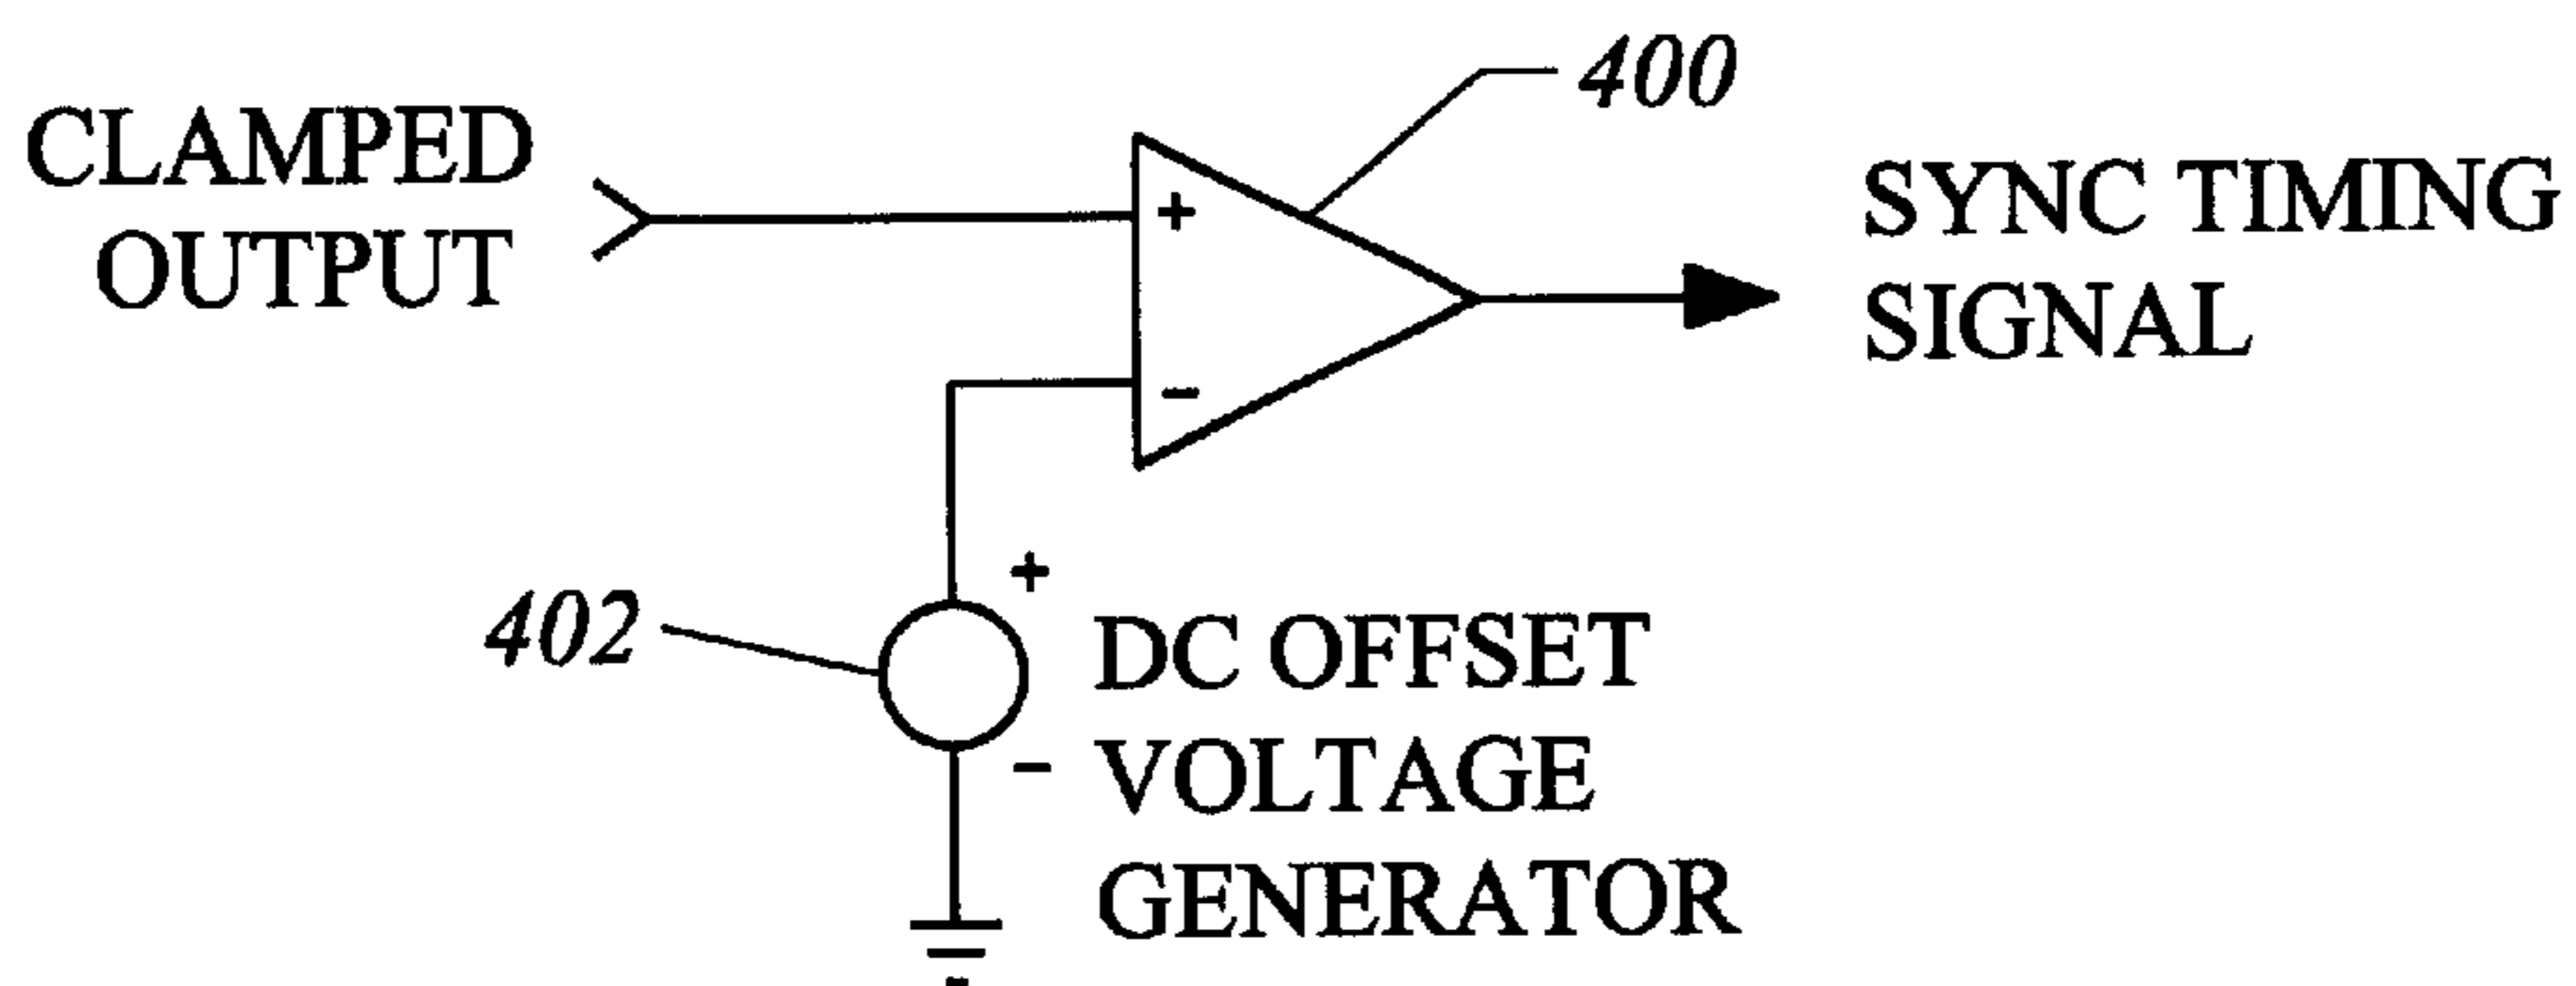 400
CLAMPED
OUTPUT
SYNC TIMING
SIGNAL
+
-
402
+
-
DC OFFSET
VOLTAGE
GENERATOR